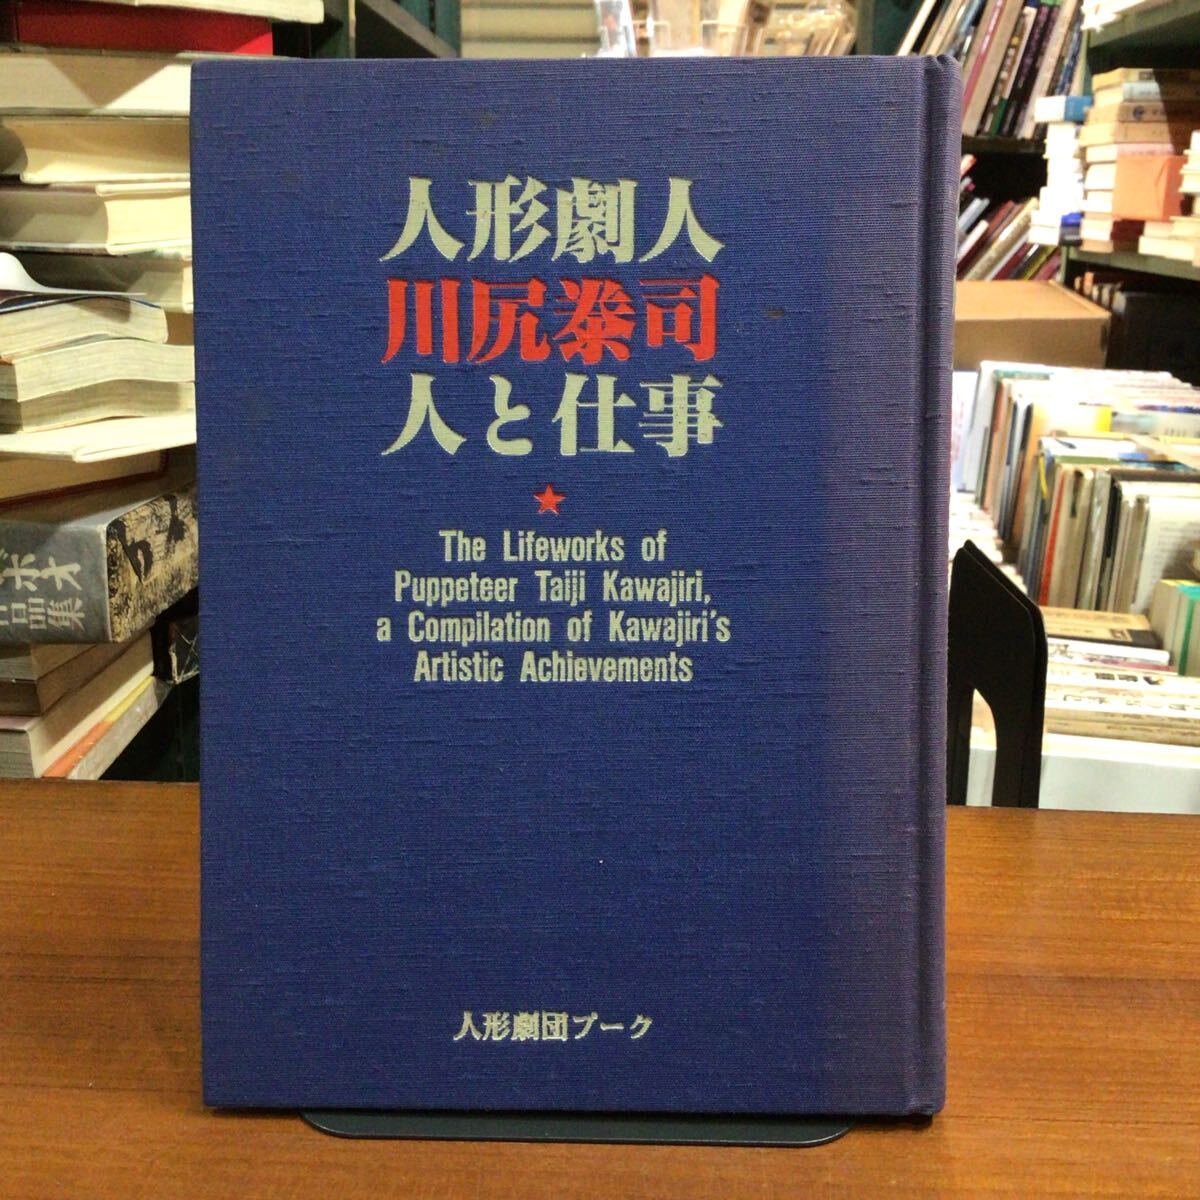 人形劇人
川尻泰司
人と仕事
The Lifeworks of
Puppeteer Taiji Kawajiri,
a Compilation of Kawajiri's
Artistic Achievements
人形劇団プーク